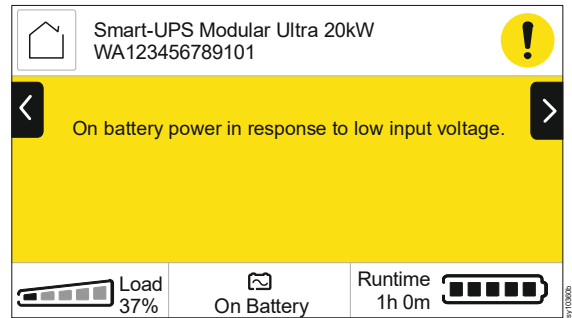 Smart-UPS Modular Ultra 20kW
WA123456789101
On battery power in response to low input voltage.
Load
37%
On Battery
Runtime
1h 0m
sy10360b